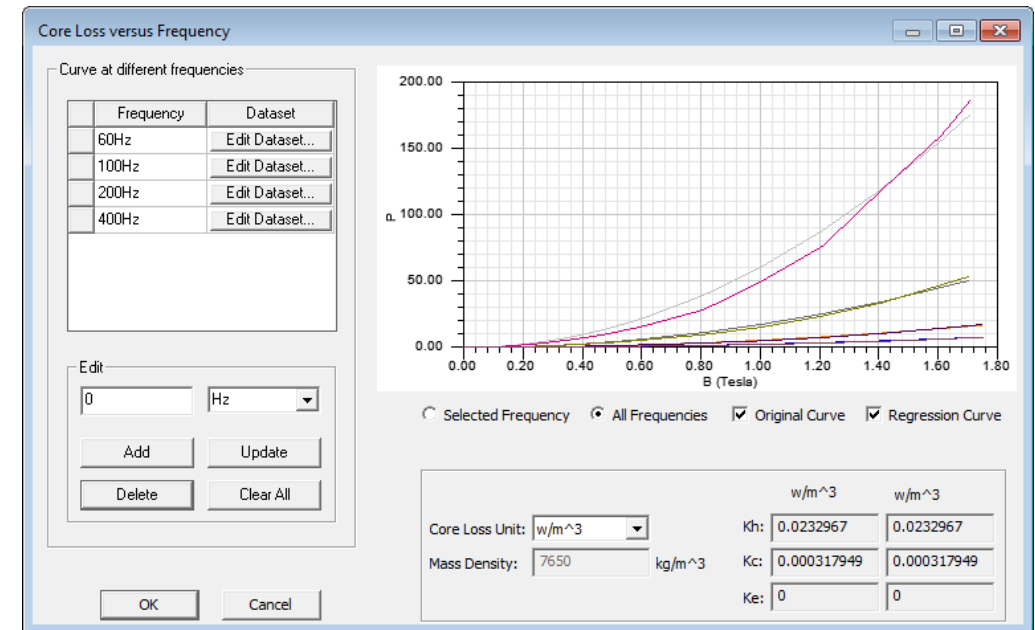 Core Loss versus Frequency
Curve at different frequencies
Frequency Dataset
60Hz Edit Dataset...
100Hz Edit Dataset...
200Hz Edit Dataset...
400Hz Edit Dataset...
Edit
0 Hz
Add Update
Delete Clear All
OK Cancel
200.00
150.00
100.00
50.00
0.00
P
0.00 0.20 0.40 0.60 0.80 1.00 1.20 1.40 1.60 1.80
B (Tesla)
Selected Frequency All Frequencies Original Curve Regression Curve
w/m^3 w/m^3
Core Loss Unit: w/m^3 Kh: 0.0232967 0.0232967
Mass Density: 7650 kg/m^3 Kc: 0.000317949 0.000317949
Ke: 0 0